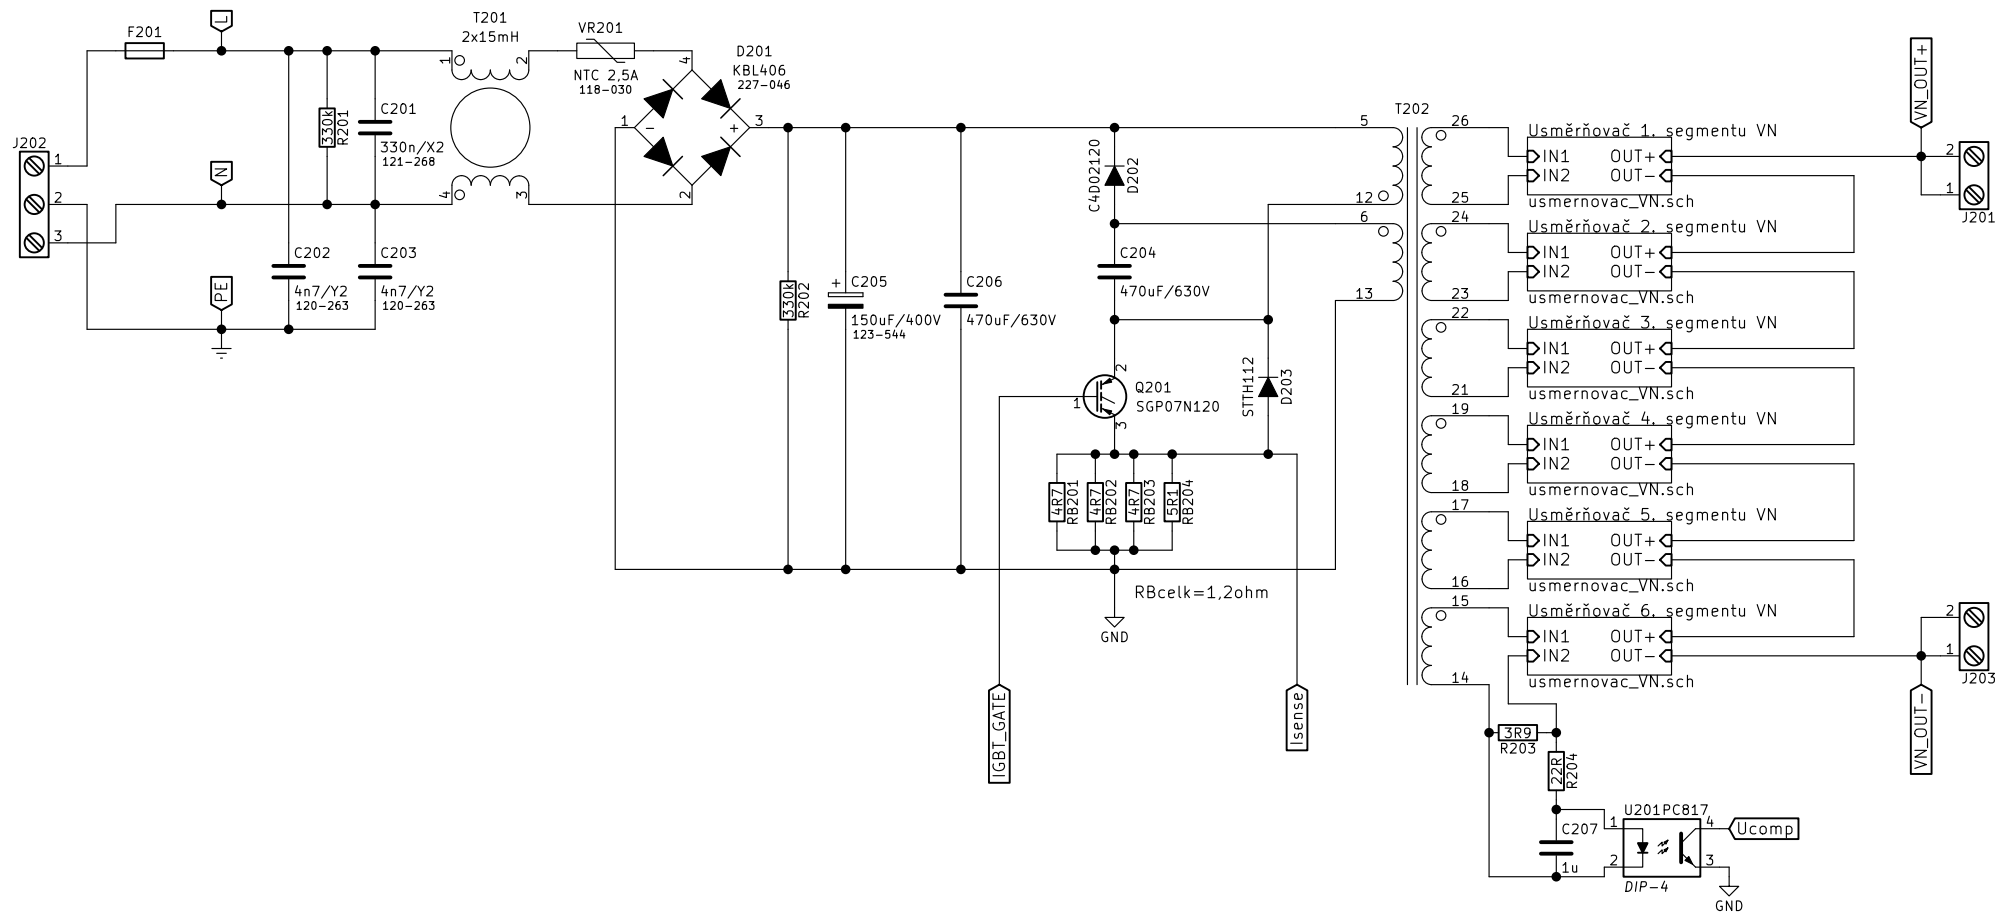 J202
1
2
3
F201
L
N
PE
330k
R201
C201
330n/X2
121-268
C202
4n7/Y2
120-263
C203
4n7/Y2
120-263
T201
2x15mH
1
2
4
3
VR201
NTC 2,5A
118-030
D201
KBL406
227-046
4
1
-
+
3
2
330k
R202
+
C205
150uF/400V
123-544
C206
470uF/630V
C4D02120
D202
C204
470uF/630V
Q201
SGP07N120
1
2
3
STTH112
D203
4R7
RB201
4R7
RB202
4R7
RB203
5R1
RB204
RBcelk=1,2ohm
GND
IGBT_GATE
Isense
T202
5
12
6
13
26
25
24
23
22
21
19
18
17
16
15
14
Usměrňovač 1. segmentu VN
IN1 OUT+
IN2 OUT-
usmernovac_VN.sch
Usměrňovač 2. segmentu VN
IN1 OUT+
IN2 OUT-
usmernovac_VN.sch
Usměrňovač 3. segmentu VN
IN1 OUT+
IN2 OUT-
usmernovac_VN.sch
Usměrňovač 4. segmentu VN
IN1 OUT+
IN2 OUT-
usmernovac_VN.sch
Usměrňovač 5. segmentu VN
IN1 OUT+
IN2 OUT-
usmernovac_VN.sch
Usměrňovač 6. segmentu VN
IN1 OUT+
IN2 OUT-
usmernovac_VN.sch
VN_OUT+
2
1
J201
2
1
J203
VN_OUT-
3R9
R203
22R
R204
C207
1u
U201PC817
1
2
4
3
DIP-4
Ucomp
GND